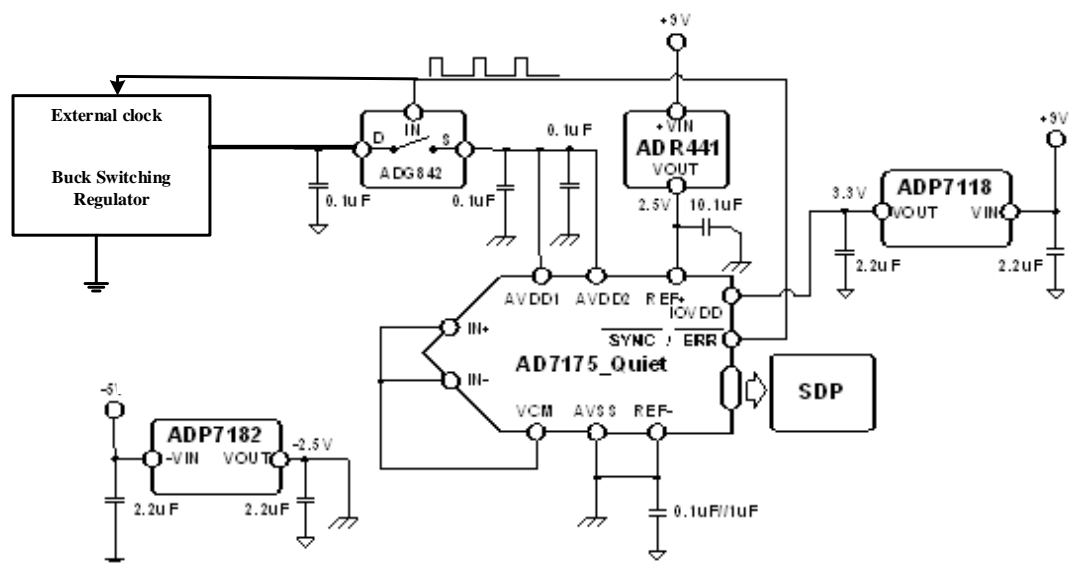 +9V
External clock
Buck Switching
Regulator
IN
D
S
ADG842
0.1uF
0.1uF
0.1uF
+VIN
ADR441
VOUT
2.5V
10.1uF
+9V
ADP7118
3.3V
VOUT
VIN
2.2uF
2.2uF
AVDD1
AVDD2
REF+
IOVDD
IN+
SYNC / ERR
AD7175_Quiet
IN-
SDP
VCM
AVSS
REF-
ADP7182
-VIN
VOUT
-2.5V
2.2uF
2.2uF
0.1uF//1uF